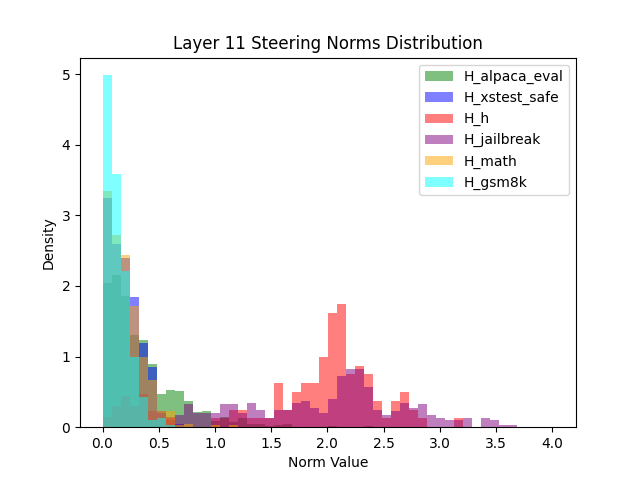 Layer 11 Steering Norms Distribution
Density
5
4
3
2
1
0
H_alpaca_eval
H_xstest_safe
H_h
H_jailbreak
H_math
H_gsm8k
0.0 0.5 1.0 1.5 2.0 2.5 3.0 3.5 4.0
Norm Value